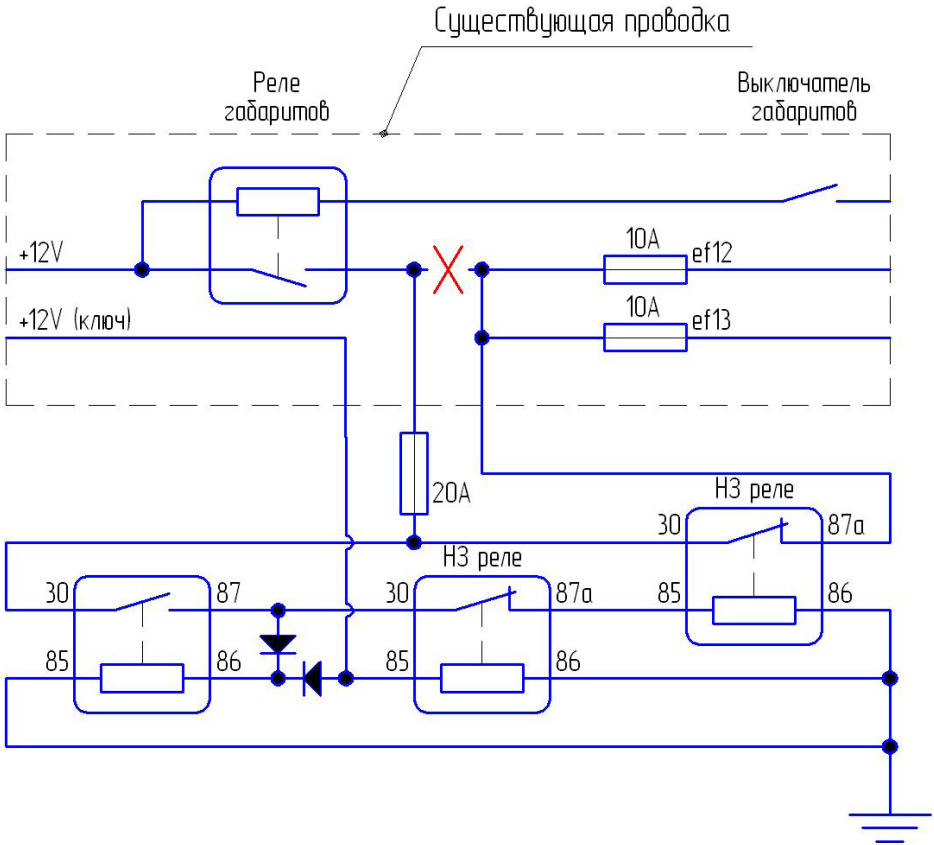 Существующая проводка
Реле
габаритов
Выключатель
габаритов
+12V
10A
ef12
+12V (ключ)
10A
ef13
20A
НЗ реле
30
87a
85
86
НЗ реле
30
87
30
87a
85
86
85
86